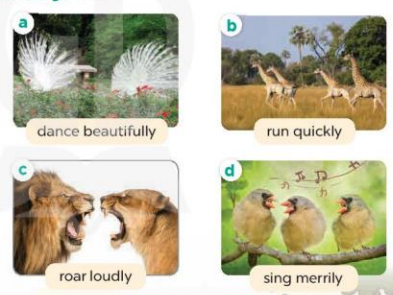 a
b
dance beautifully
run quickly
c
d
roar loudly
sing merrily